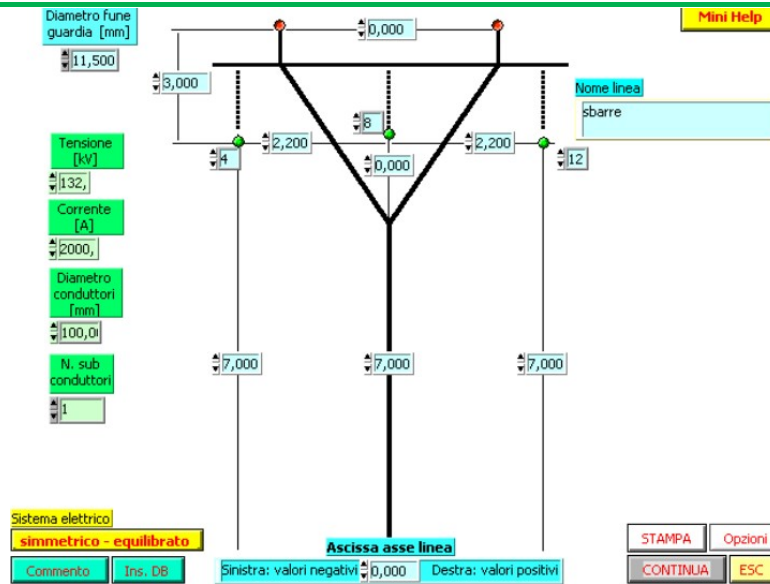 Diametro fune
guardia [mm]
11,500
0,000
Mini Help
3,000
Nome linea
sbarre
8
Tensione
[kV]
132,
2,200
2,200
4
0,000
12
Corrente
[A]
2000,
Diametro
conduttori
[mm]
100,0
N. sub
conduttori
1
7,000
7,000
7,000
Sistema elettrico
simmetrico - equilibrato
Commento
Ins. DB
Ascissa asse linea
Sinistra: valori negativi
0,000
Destra: valori positivi
STAMPA
Opzioni
CONTINUA
ESC